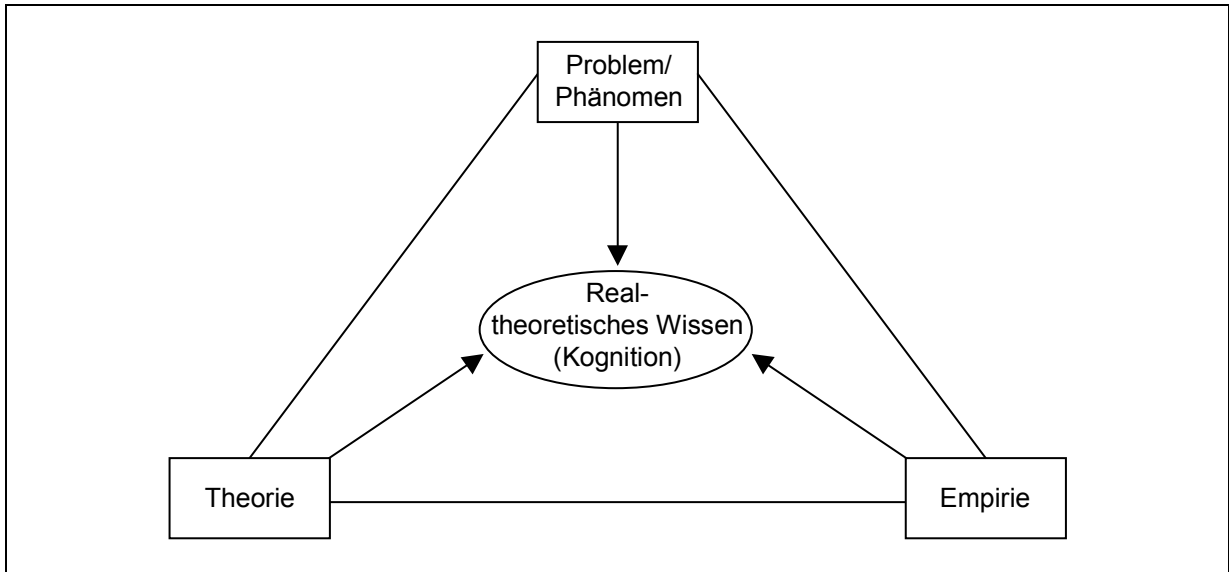 Problem/
Phänomen
Real-
theoretisches Wissen
(Kognition)
Theorie
Empirie